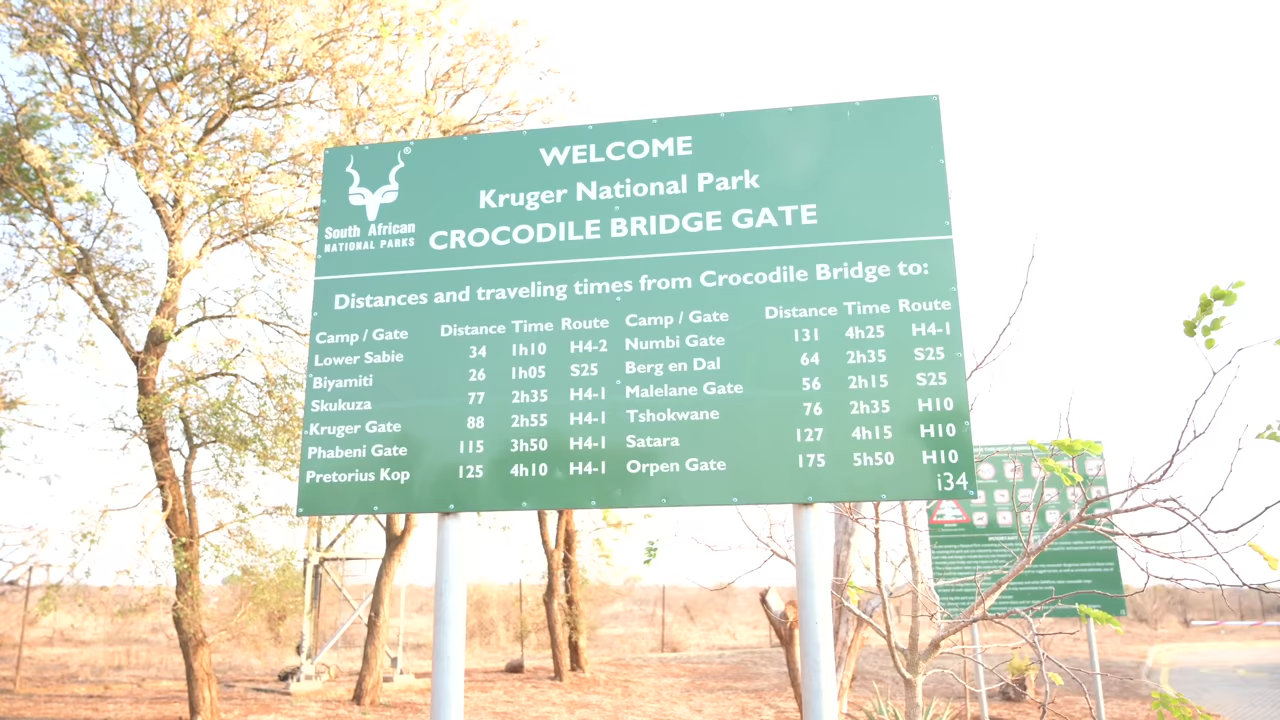 WELCOME
Kruger National Park
CROCODILE BRIDGE GATE
®
South African
NATIONAL PARKS
Distances and traveling times from Crocodile Bridge to:
Camp / Gate Distance Time Route Camp / Gate Distance Time Route
Lower Sabie 34 1h10 H4-2 Numbi Gate 131 4h25 H4-1
Biyamiti 26 1h05 S25 Berg en Dal 64 2h35 S25
Skukuza 77 2h35 H4-1 Malelane Gate 56 2h15 S25
Kruger Gate 88 2h55 H4-1 Tshokwane 76 2h35 H10
Phabeni Gate 115 3h50 H4-1 Satara 127 4h15 H10
Pretorius Kop 125 4h10 H4-1 Orpen Gate 175 5h50 H10
i34